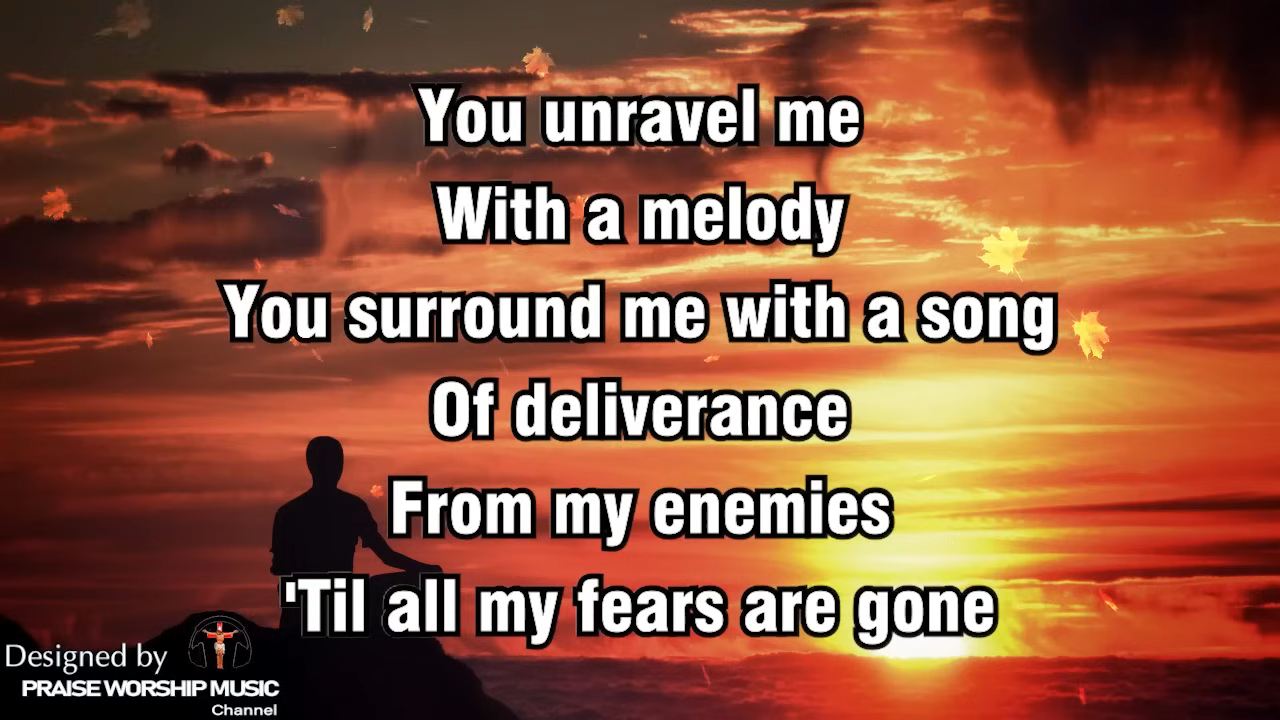 You unravel me
With a melody
You surround me with a song
Of deliverance
From my enemies
'Til all my fears are gone
Designed by
PRAISE WORSHIP MUSIC
Channel